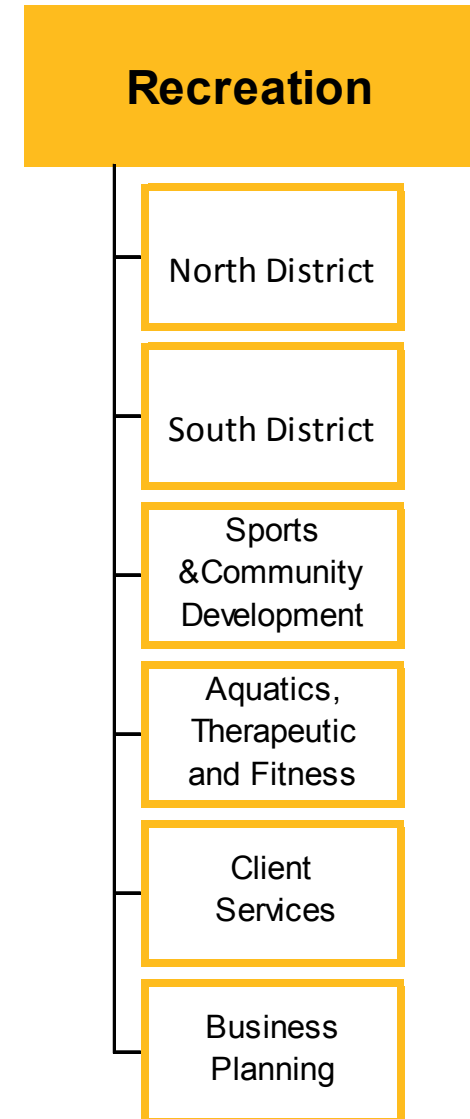 Recreation
North District
South District
Sports
&Community
Development
Aquatics,
Therapeutic
and Fitness
Client
Services
Business
Planning